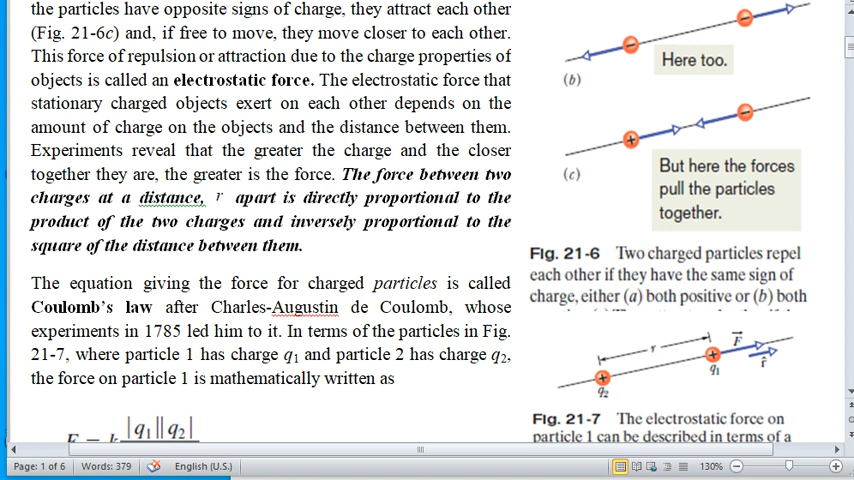 the particles have opposite signs of charge, they attract each other
(Fig. 21-6c) and, if free to move, they move closer to each other.
This force of repulsion or attraction due to the charge properties of
objects is called an electrostatic force. The electrostatic force that
stationary charged objects exert on each other depends on the
amount of charge on the objects and the distance between them.
Experiments reveal that the greater the charge and the closer
together they are, the greater is the force. The force between two
charges at a distance, r apart is directly proportional to the
product of the two charges and inversely proportional to the
square of the distance between them.
The equation giving the force for charged particles is called
Coulomb's law after Charles-Augustin de Coulomb, whose
experiments in 1785 led him to it. In terms of the particles in Fig.
21-7, where particle 1 has charge q1 and particle 2 has charge q2,
the force on particle 1 is mathematically written as
F = k |q1||q2|
Here too.
(b)
(c)
But here the forces
pull the particles
together.
Fig. 21-6 Two charged particles repel
each other if they have the same sign of
charge, either (a) both positive or (b) both
r
F
r̂
q1
q2
Fig. 21-7 The electrostatic force on
particle 1 can be described in terms of a
Page: 1 of 6
Words: 379
English (U.S.)
130%